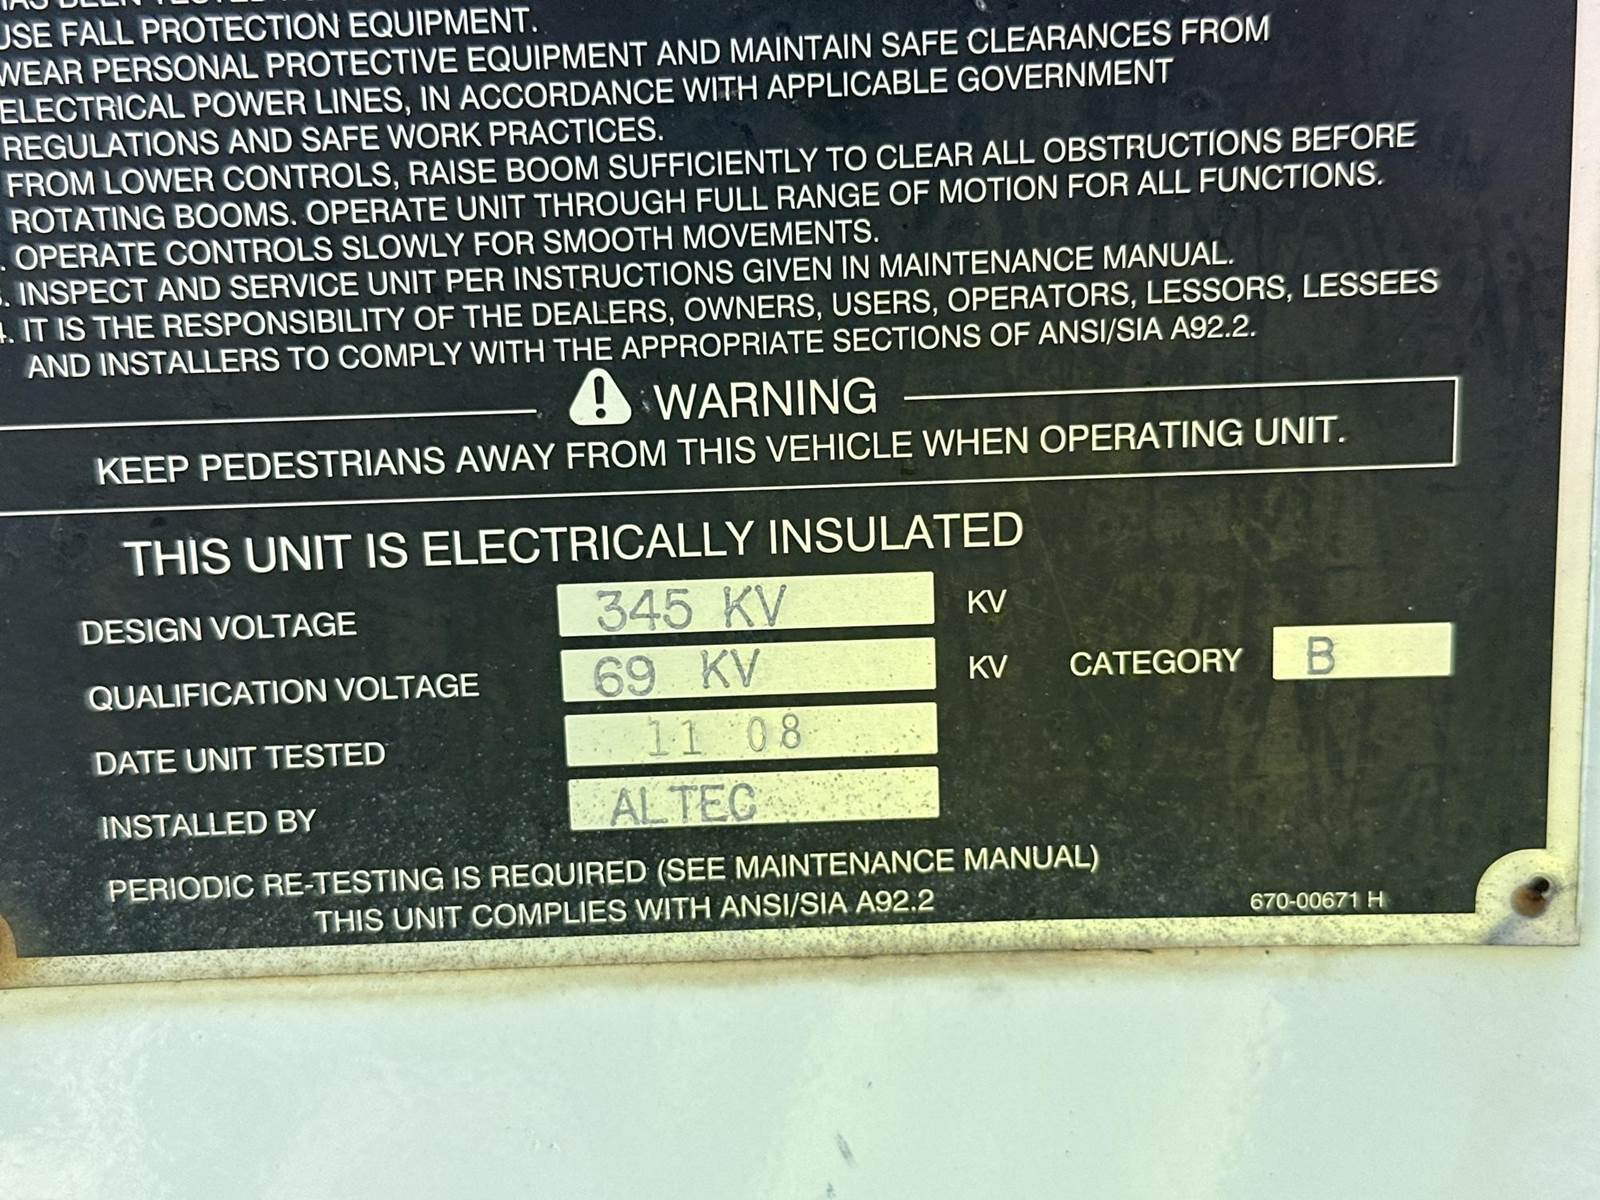 USE FALL PROTECTION EQUIPMENT.
WEAR PERSONAL PROTECTIVE EQUIPMENT AND MAINTAIN SAFE CLEARANCES FROM
ELECTRICAL POWER LINES, IN ACCORDANCE WITH APPLICABLE GOVERNMENT
REGULATIONS AND SAFE WORK PRACTICES.
FROM LOWER CONTROLS, RAISE BOOM SUFFICIENTLY TO CLEAR ALL OBSTRUCTIONS BEFORE
ROTATING BOOMS. OPERATE UNIT THROUGH FULL RANGE OF MOTION FOR ALL FUNCTIONS.
. OPERATE CONTROLS SLOWLY FOR SMOOTH MOVEMENTS.
. INSPECT AND SERVICE UNIT PER INSTRUCTIONS GIVEN IN MAINTENANCE MANUAL.
. IT IS THE RESPONSIBILITY OF THE DEALERS, OWNERS, USERS, OPERATORS, LESSORS, LESSEES
AND INSTALLERS TO COMPLY WITH THE APPROPRIATE SECTIONS OF ANSI/SIA A92.2.
WARNING
KEEP PEDESTRIANS AWAY FROM THIS VEHICLE WHEN OPERATING UNIT.
THIS UNIT IS ELECTRICALLY INSULATED
DESIGN VOLTAGE 345 KV KV
QUALIFICATION VOLTAGE 69 KV KV CATEGORY B
DATE UNIT TESTED 11 08
INSTALLED BY ALTEC
PERIODIC RE-TESTING IS REQUIRED (SEE MAINTENANCE MANUAL)
THIS UNIT COMPLIES WITH ANSI/SIA A92.2
670-00671 H